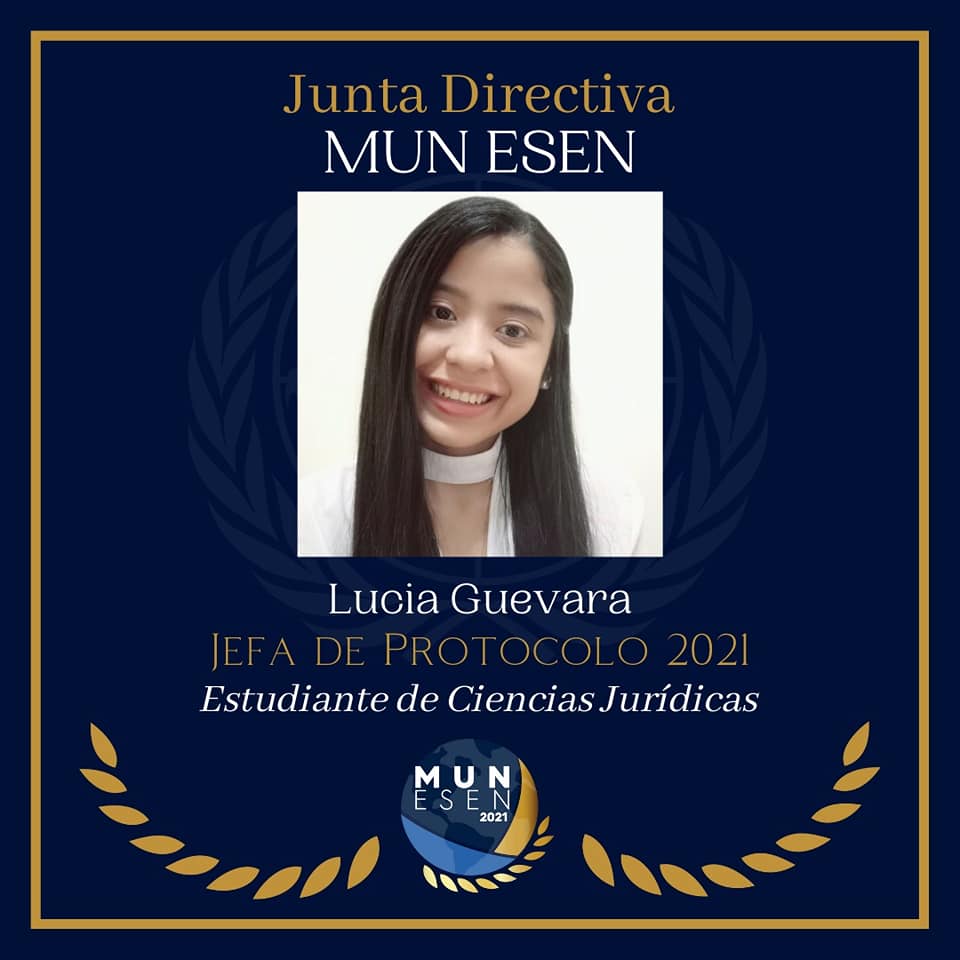 Junta Directiva
MUN ESEN
Lucia Guevara
Jefa de Protocolo 2021
Estudiante de Ciencias Jurídicas
MUN
ESEN
2021